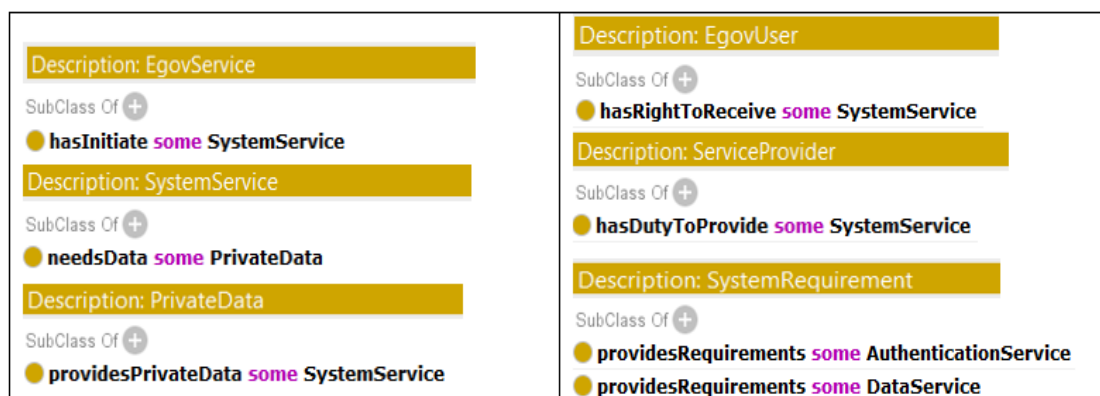 Description: EgovService
SubClass Of
hasInitiate some SystemService
Description: SystemService
SubClass Of
needsData some PrivateData
Description: PrivateData
SubClass Of
providesPrivateData some SystemService
Description: EgovUser
SubClass Of
hasRightToReceive some SystemService
Description: ServiceProvider
SubClass Of
hasDutyToProvide some SystemService
Description: SystemRequirement
SubClass Of
providesRequirements some AuthenticationService
providesRequirements some DataService